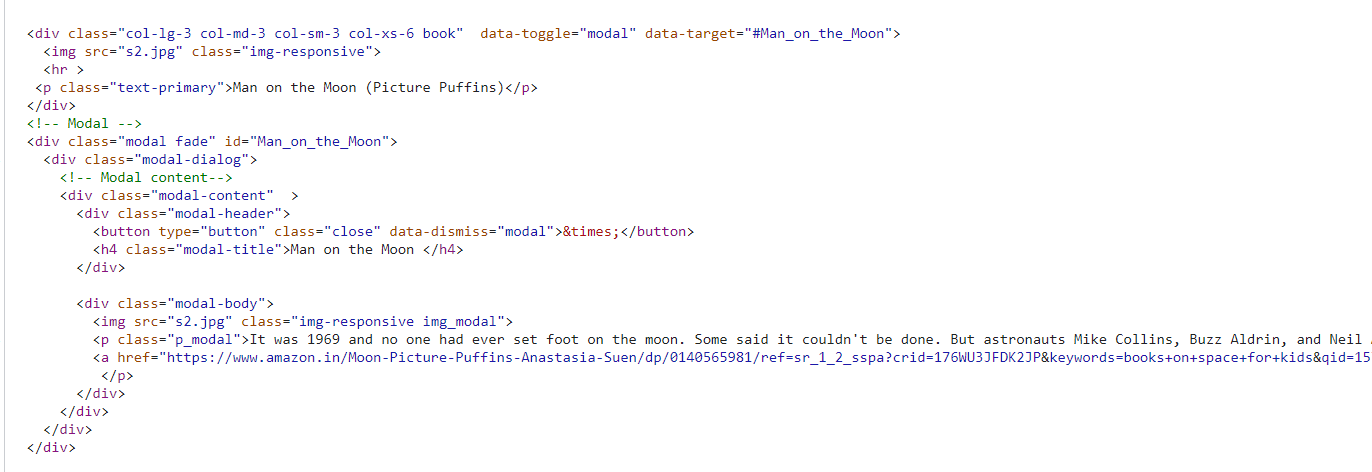 <div class="col-lg-3 col-md-3 col-sm-3 col-xs-6 book"  data-toggle="modal" data-target="#Man_on_the_Moon">
  <img src="s2.jpg" class="img-responsive">
  <hr >
 <p class="text-primary">Man on the Moon (Picture Puffins)</p>
</div>
<!-- Modal -->
<div class="modal fade" id="Man_on_the_Moon">
  <div class="modal-dialog">
    <!-- Modal content-->
    <div class="modal-content"  >
      <div class="modal-header">
        <button type="button" class="close" data-dismiss="modal">&times;</button>
        <h4 class="modal-title">Man on the Moon </h4>
      </div>

      <div class="modal-body">
        <img src="s2.jpg" class="img-responsive img_modal">
        <p class="p_modal">It was 1969 and no one had ever set foot on the moon. Some said it couldn't be done. But astronauts Mike Collins, Buzz Aldrin, and Neil
        <a href="https://www.amazon.in/Moon-Picture-Puffins-Anastasia-Suen/dp/0140565981/ref=sr_1_2_sspa?crid=176WU3JFDK2JP&keywords=books+on+space+for+kids&qid=15
         </p>
      </div>
    </div>
  </div>
</div>